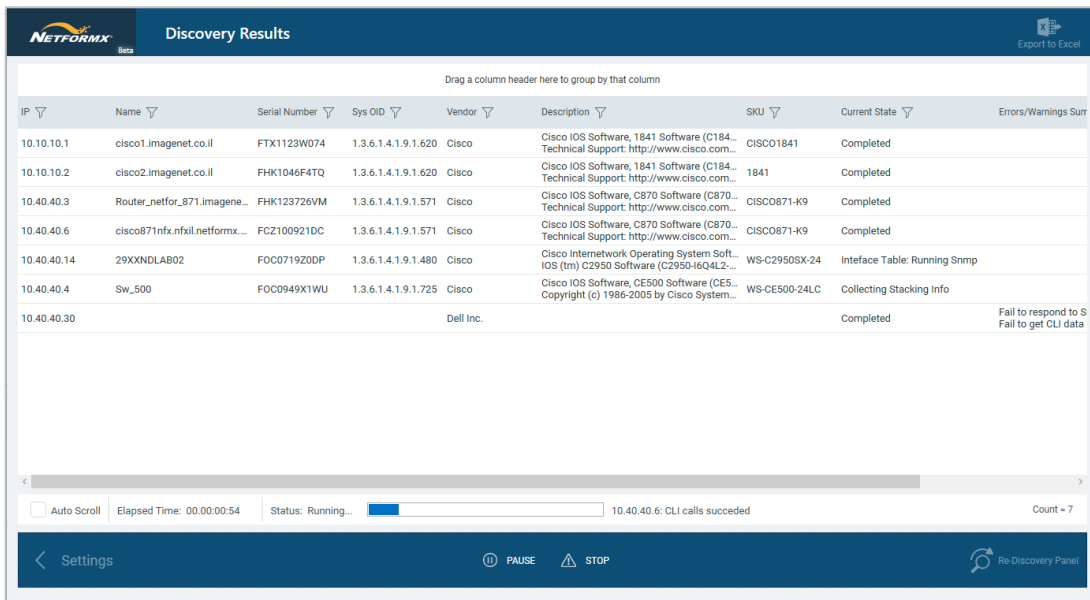 NETFORMX
Beta
Discovery Results
Export to Excel
Drag a column header here to group by that column
IP Name Serial Number Sys OID Vendor Description SKU Current State Errors/Warnings Sum
10.10.10.1 cisco1.imagenet.co.il FTX1123W074 1.3.6.1.4.1.9.1.620 Cisco Cisco IOS Software, 1841 Software (C184... CISCO1841 Completed
Technical Support: http://www.cisco.com...
10.10.10.2 cisco2.imagenet.co.il FHK1046F4TQ 1.3.6.1.4.1.9.1.620 Cisco Cisco IOS Software, 1841 Software (C184... 1841 Completed
Technical Support: http://www.cisco.com...
10.40.40.3 Router_netfor_871.imagene... FHK123726VM 1.3.6.1.4.1.9.1.571 Cisco Cisco IOS Software, C870 Software (C870... CISCO871-K9 Completed
Technical Support: http://www.cisco.com...
10.40.40.6 cisco871nfx.nfxil.netformx.... FCZ100921DC 1.3.6.1.4.1.9.1.571 Cisco Cisco IOS Software, C870 Software (C870... CISCO871-K9 Completed
Technical Support: http://www.cisco.com...
10.40.40.14 29XXNDLAB02 FOC0719Z0DP 1.3.6.1.4.1.9.1.480 Cisco Cisco Internetwork Operating System Soft... WS-C2950SX-24 Inteface Table: Running Snmp
IOS (tm) C2950 Software (C2950-I6Q4L2-...
10.40.40.4 Sw_500 FOC0949X1WU 1.3.6.1.4.1.9.1.725 Cisco Cisco IOS Software, CE500 Software (CE5... WS-CE500-24LC Collecting Stacking Info
Copyright (c) 1986-2005 by Cisco System...
10.40.40.30 Dell Inc. Completed Fail to respond to S
Fail to get CLI data
Auto Scroll Elapsed Time: 00.00:00:54 Status: Running... 10.40.40.6: CLI calls succeded Count = 7
Settings PAUSE STOP Re-Discovery Panel